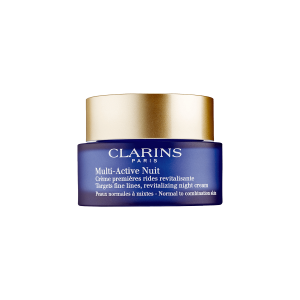 CLARINS
PARIS
Multi-Active Nuit
Crème premières rides revitalisante
Targets fine lines, revitalizing night cream
Peaux normales à mixtes - Normal to combination skin